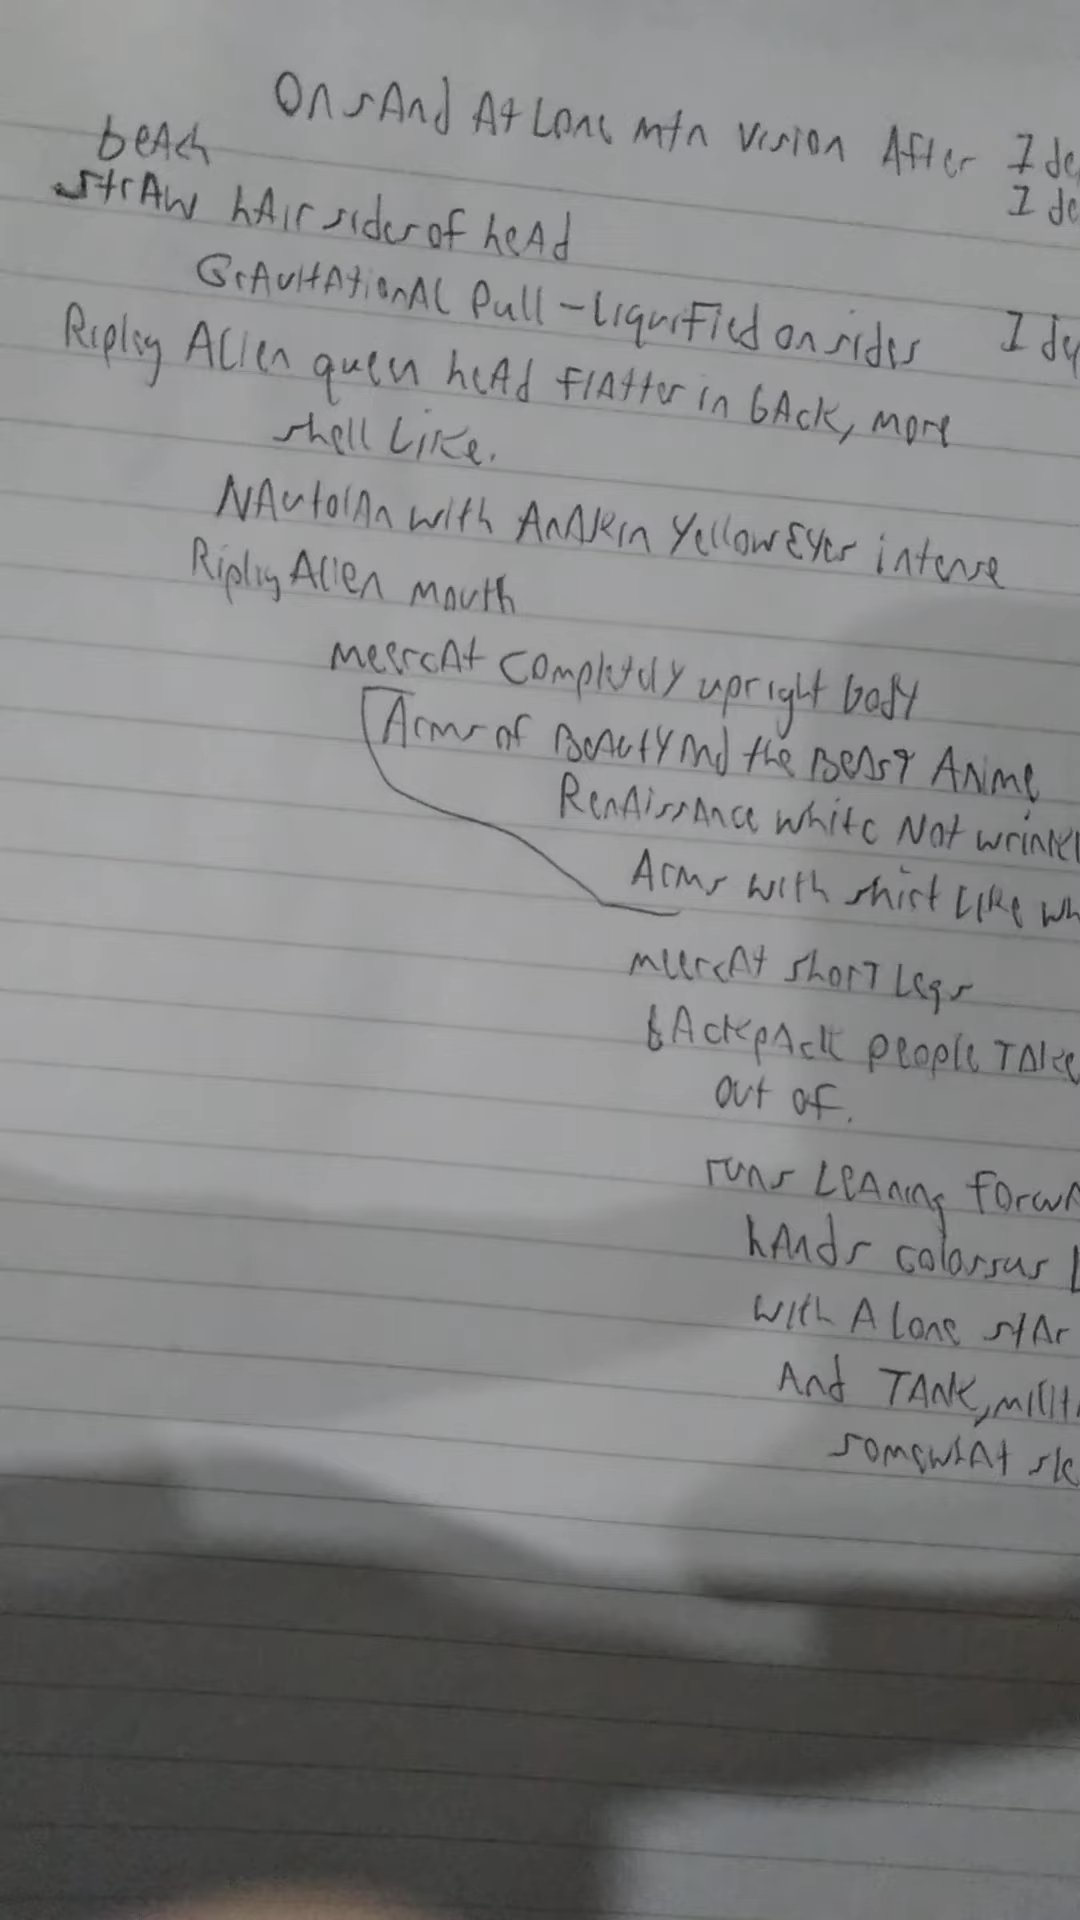 On sAnd At Lone mtn vision After I
beAch
I
strAw hAir sides of heAd
GrAvitAtionAL Pull - Liquified on sides I
Ripley ALien queen heAd flAtter in bAck, more
shell Like.
NAutolAn with AnAkin Yellow Eyes intense
Ripley ALien mouth
meercAt completely upright body
Arms of BeAuty And the BeAst Anime
RenAissAnce white Not
Arms with shirt Like
meercAt short Legs
bAckpAck people TAke
out of.
runs LeAning
hAnds colossus
with A Lone stAr
And TAnk,
somewhAt